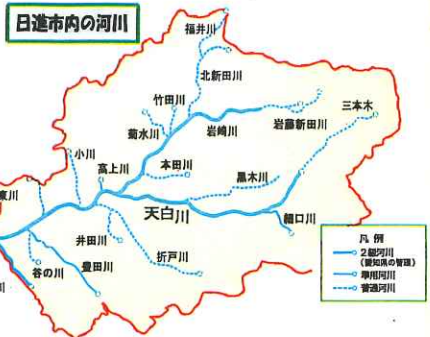 日進市内の河川
福井川
北新田川
竹田川
三本木
菊水川
岩崎川
岩藤新田川
小川
高上川
本田川
黒木川
東川
天白川
細口川
井田川
折戸川
谷の川
豊田川
川
凡例
2級河川
(愛知県の管理)
準用河川
普通河川